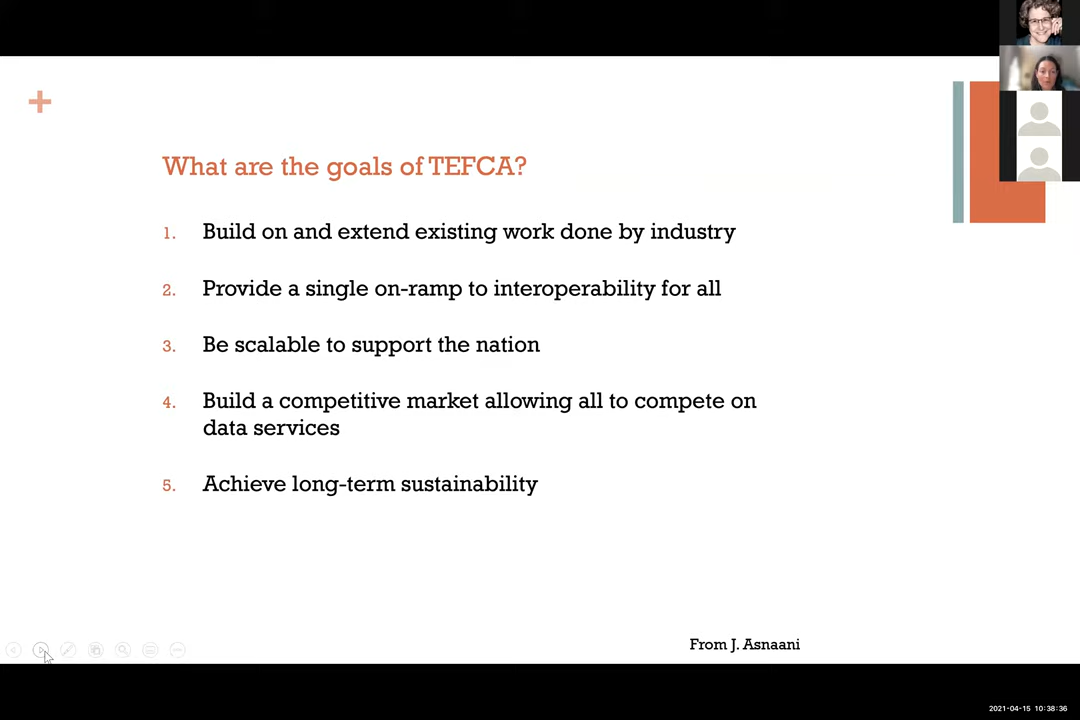 What are the goals of TEFCA?
1. Build on and extend existing work done by industry
2. Provide a single on-ramp to interoperability for all
3. Be scalable to support the nation
4. Build a competitive market allowing all to compete on
data services
5. Achieve long-term sustainability
From J. Asnaani
2021-04-15 10:38:36